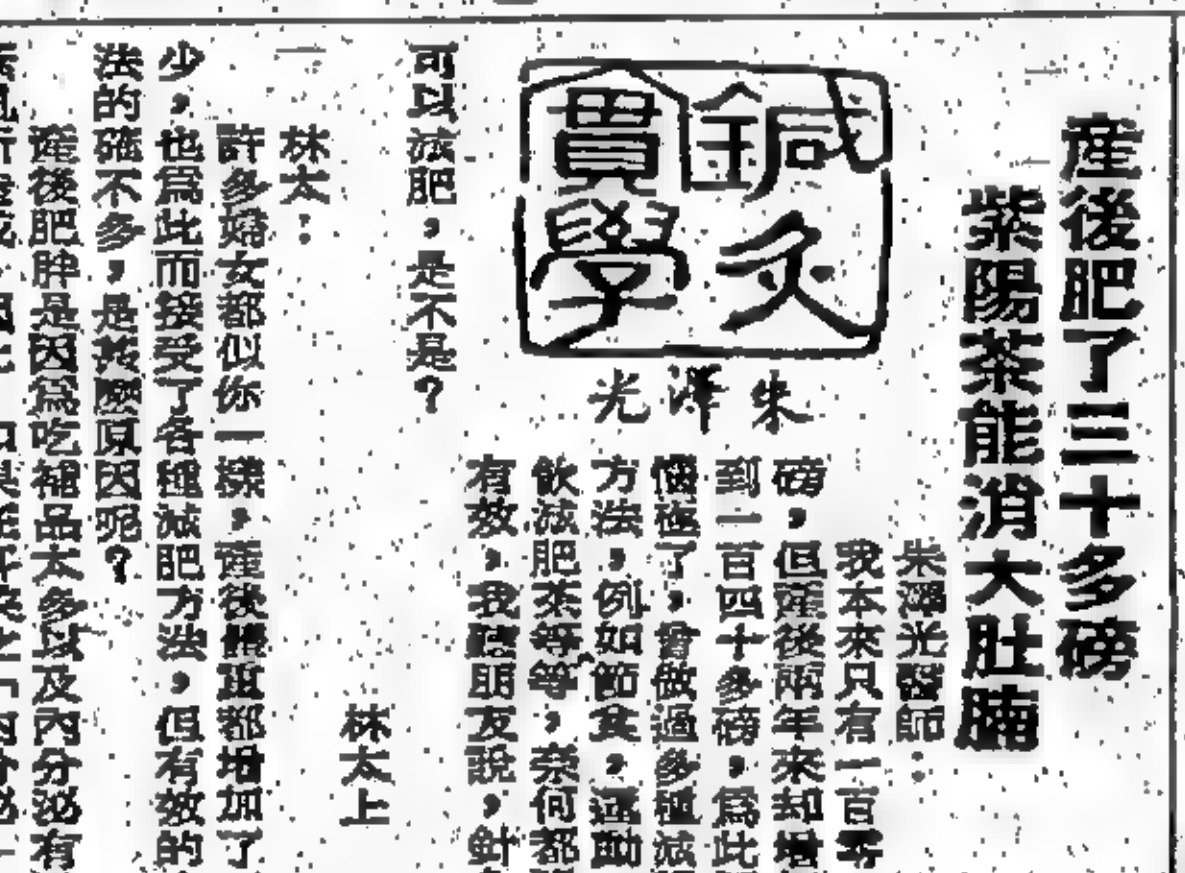 產後肥了三十多磅
紫陽茶能消大肚腩
鍼灸
實學
朱澤光
朱澤光醫師：
我本來只有一百零
磅，但產後兩年來却增
到一百四十多磅，爲此
惱極了，曾做過多種減
方法，例如節食，運動
飲減肥茶等等，奈何都
有效，我聽朋友說，針
可以減肥，是不是？
林太上
林太：
許多婦女都似你一樣，產後體重都增加了
少，也爲此而接受了各種減肥方法，但有效的
法的確不多，是甚麼原因呢？
產後肥胖是因爲吃補品太多以及內分泌有